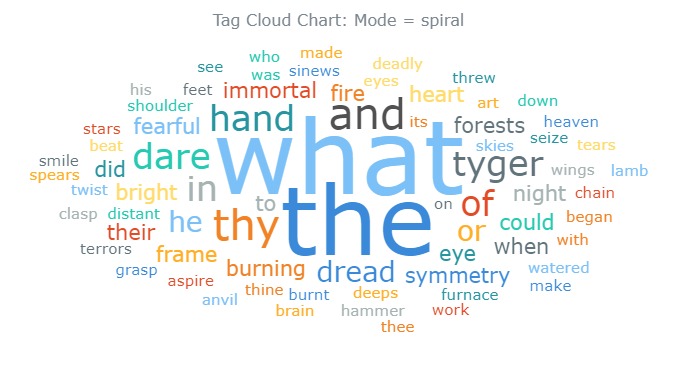 Tag Cloud Chart: Mode = spiral
who made
see was sinews deadly
his feet immortal fire eyes heart threw
shoulder hand and its art down
stars fearful forests heaven
beat what skies seize tears
smile did dare tyger wings lamb
spears
twist bright in to the on of night chain
clasp distant he thy or could began
their when with
terrors frame eye
grasp burning dread symmetry watered
aspire thine burnt deeps furnace make
anvil brain hammer work
thee